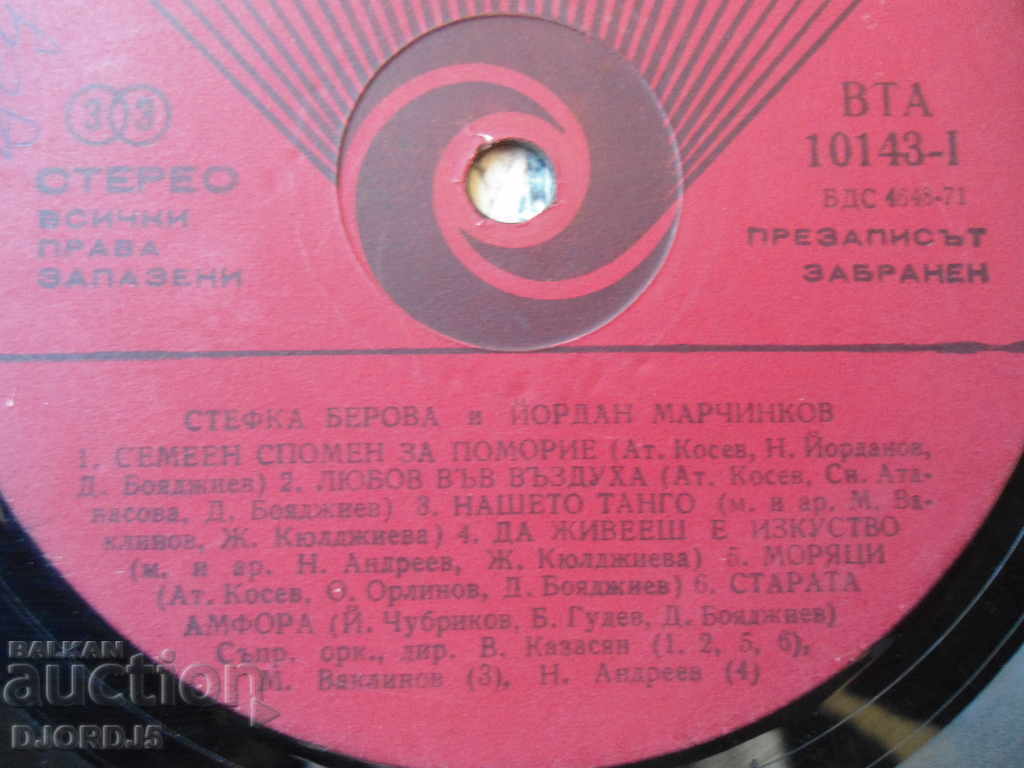 33
СТЕРЕО
ВСИЧКИ
ПРАВА
ЗАПАЗЕНИ
ВТА
10143-I
БДС 4648-71
ПРЕЗАПИСЪТ
ЗАБРАНЕН
СТЕФКА БЕРОВА и ЙОРДАН МАРЧИНКОВ
1. СЕМЕЕН СПОМЕН ЗА ПОМОРИЕ (Ат. Косев, Н. Йорданов,
Д. Бояджиев) 2. ЛЮБОВ ВЪВ ВЪЗДУХА (Ат. Косев, Св. Ата-
насова, Д. Бояджиев) 3. НАШЕТО ТАНГО (м. и ар. М. Ва-
клинов, Ж. Кюлджиева) 4. ДА ЖИВЕЕШ Е ИЗКУСТВО
(м. и ар. Н. Андреев, Ж. Кюлджиева) 5. МОРЯЦИ
(Ат. Косев, О. Орлинов, Д. Бояджиев) 6. СТАРАТА
АМФОРА (Й. Чубриков, Б. Гудев, Д. Бояджиев)
Съпр. орк., дир. В. Казасян (1, 2, 5, 6),
М. Ваклинов (3), Н. Андреев (4)
BALKAN
auction
DJORDJ5